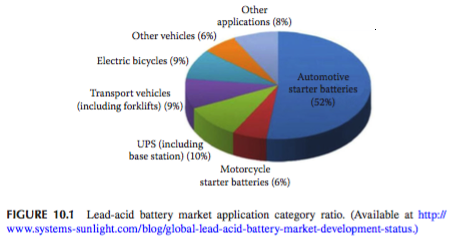 Other
applications (8%)
Other vehicles (6%)
Electric bicycles (9%)
Automotive
starter batteries
(52%)
Transport vehicles
(including forklifts) (9%)
UPS (including
base station) (10%)
Motorcycle
starter batteries (6%)
FIGURE 10.1 Lead-acid battery market application category ratio. (Available at http://
www.systems-sunlight.com/blog/global-lead-acid-battery-market-development-status.)